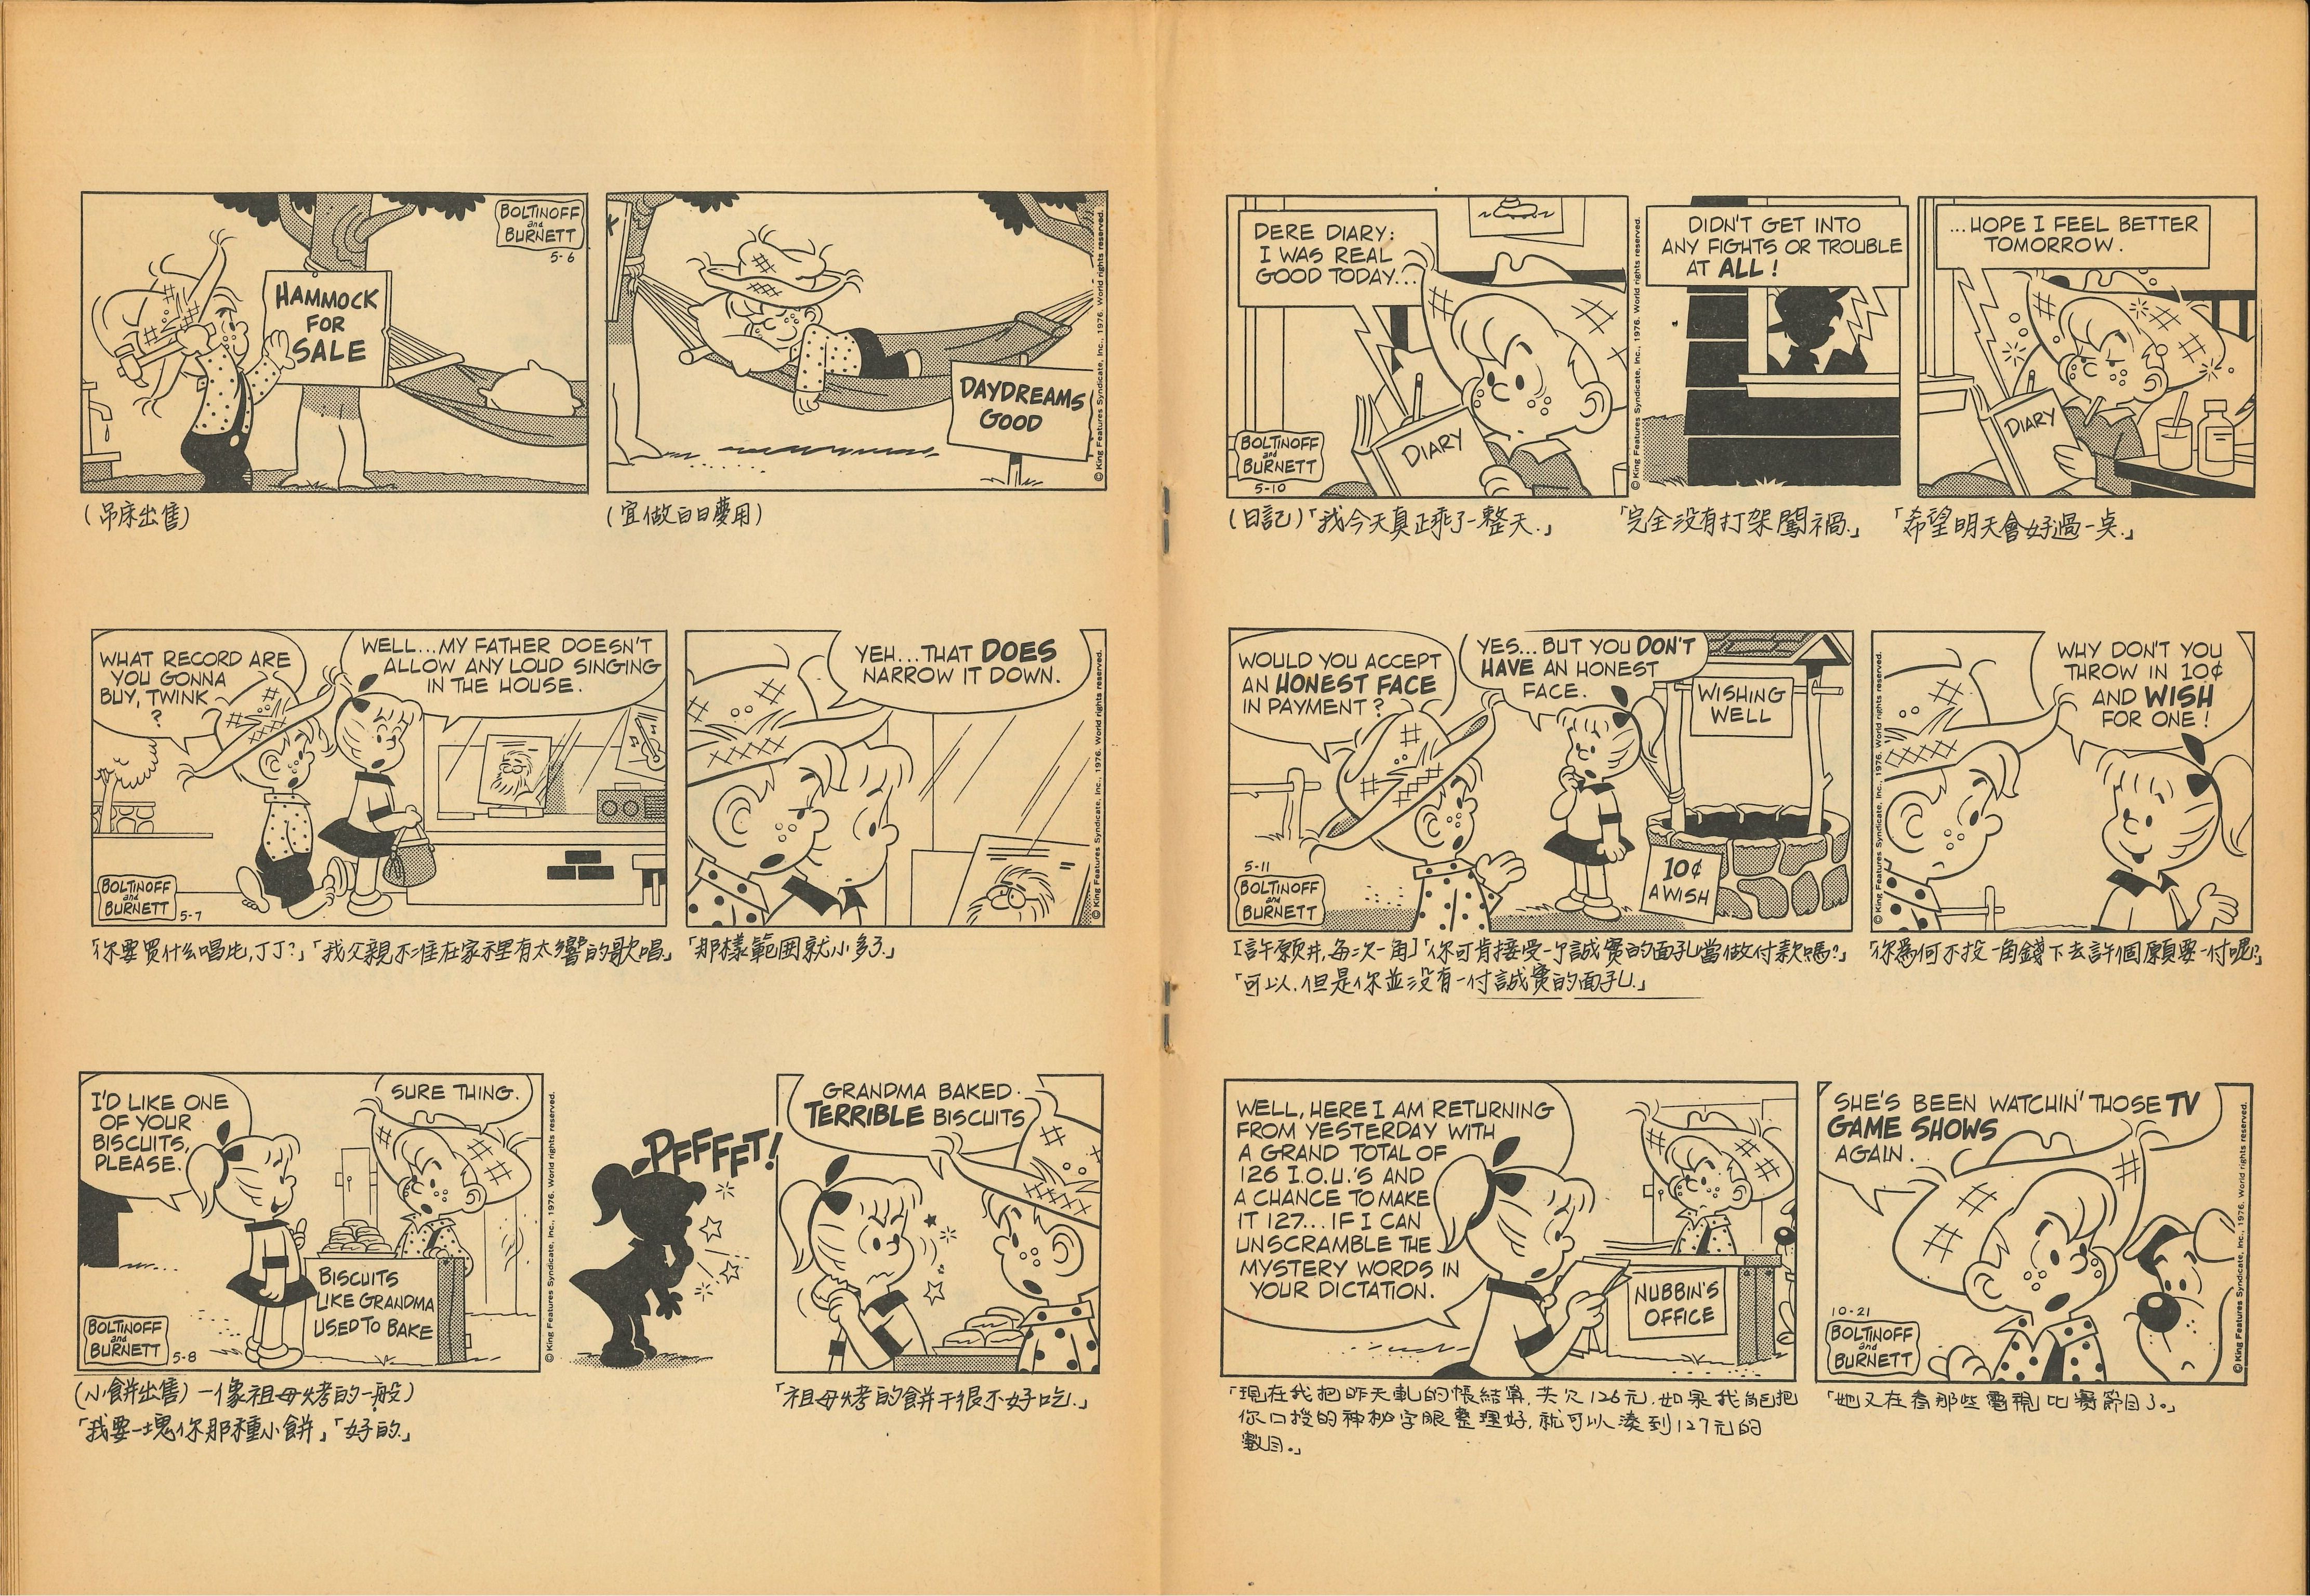 BOLTINOFF
and
BURNETT
5-6
HAMMOCK
FOR
SALE
DAYDREAMS
GOOD
© King Features Syndicate, Inc., 1976. World rights reserved.
(吊床出售)
(宜做白日夢用)
WHAT RECORD ARE
YOU GONNA
BUY, TWINK
?
WELL...MY FATHER DOESN'T
ALLOW ANY LOUD SINGING
IN THE HOUSE.
BOLTINOFF
and
BURNETT
5-7
YEH...THAT DOES
NARROW IT DOWN.
© King Features Syndicate, Inc., 1976. World rights reserved.
「你要買什么唱片,丁丁?」「我父親不准在家裡有太響的歌唱」
「那樣範囲就小多了.」
I'D LIKE ONE
OF YOUR
BISCUITS,
PLEASE.
SURE THING.
BISCUITS
LIKE GRANDMA
USED TO BAKE
BOLTINOFF
and
BURNETT
5-8
© King Features Syndicate, Inc., 1976. World rights reserved.
PFFFFT!
GRANDMA BAKED
TERRIBLE BISCUITS
(小餅出售)一像祖母烤的一般)
「我要一塊你那種小餅」「好的.」
「祖母烤的餅干很不好吃.」
DERE DIARY:
I WAS REAL
GOOD TODAY...
DIARY
BOLTINOFF
and
BURNETT
5-10
© King Features Syndicate, Inc., 1976. World rights reserved.
DIDN'T GET INTO
ANY FIGHTS OR TROUBLE
AT ALL!
...HOPE I FEEL BETTER
TOMORROW.
DIARY
(日記)「我今天真正乖了一整天.」
「完全没有打架闖禍.」
「希望明天會好過一点.」
WOULD YOU ACCEPT
AN HONEST FACE
IN PAYMENT?
YES... BUT YOU DON'T
HAVE AN HONEST
FACE.
WISHING
WELL
10¢
A WISH
5-11
BOLTINOFF
and
BURNETT
© King Features Syndicate, Inc., 1976. World rights reserved.
WHY DON'T YOU
THROW IN 10¢
AND WISH
FOR ONE!
[許願井,每次一角]「你可肯接受一个誠實的面孔當做付款嗎?」
「可以.但是你並没有一付誠實的面孔.」
「你為何不投一角錢下去許個願要一付呢?」
WELL, HERE I AM RETURNING
FROM YESTERDAY WITH
A GRAND TOTAL OF
126 I.O.U.'S AND
A CHANCE TO MAKE
IT 127... IF I CAN
UNSCRAMBLE THE
MYSTERY WORDS IN
YOUR DICTATION.
NUBBIN'S
OFFICE
SHE'S BEEN WATCHIN' THOSE TV
GAME SHOWS
AGAIN.
10-21
BOLTINOFF
and
BURNETT
© King Features Syndicate, Inc., 1976. World rights reserved.
「現在我把昨天軋的帳結算,共欠126元.如果我能把
你口授的神秘字眼整理好,就可以湊到127元的
數目。」
「她又在看那些電視比賽節目了。」